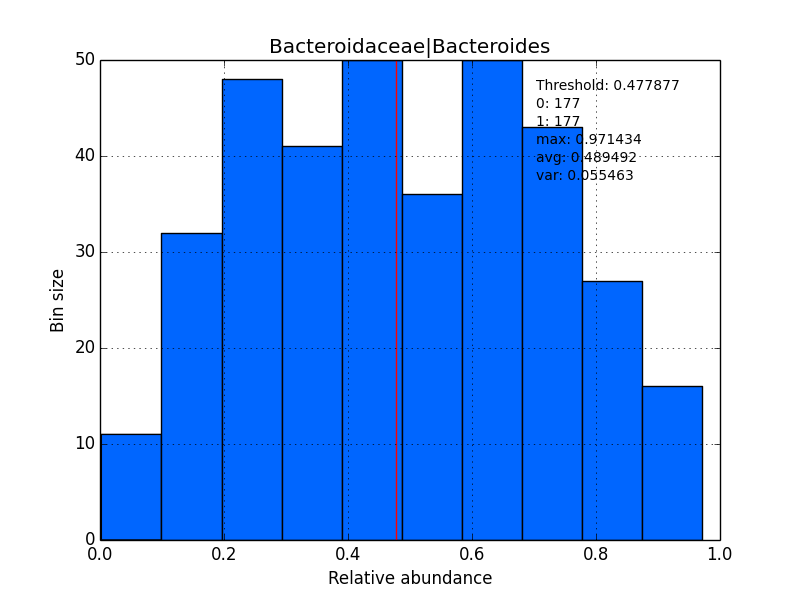 Bacteroidaceae|Bacteroides
Threshold: 0.477877
0: 177
1: 177
max: 0.971434
avg: 0.489492
var: 0.055463
50
40
30
20
10
0
Bin size
0.0 0.2 0.4 0.6 0.8 1.0
Relative abundance